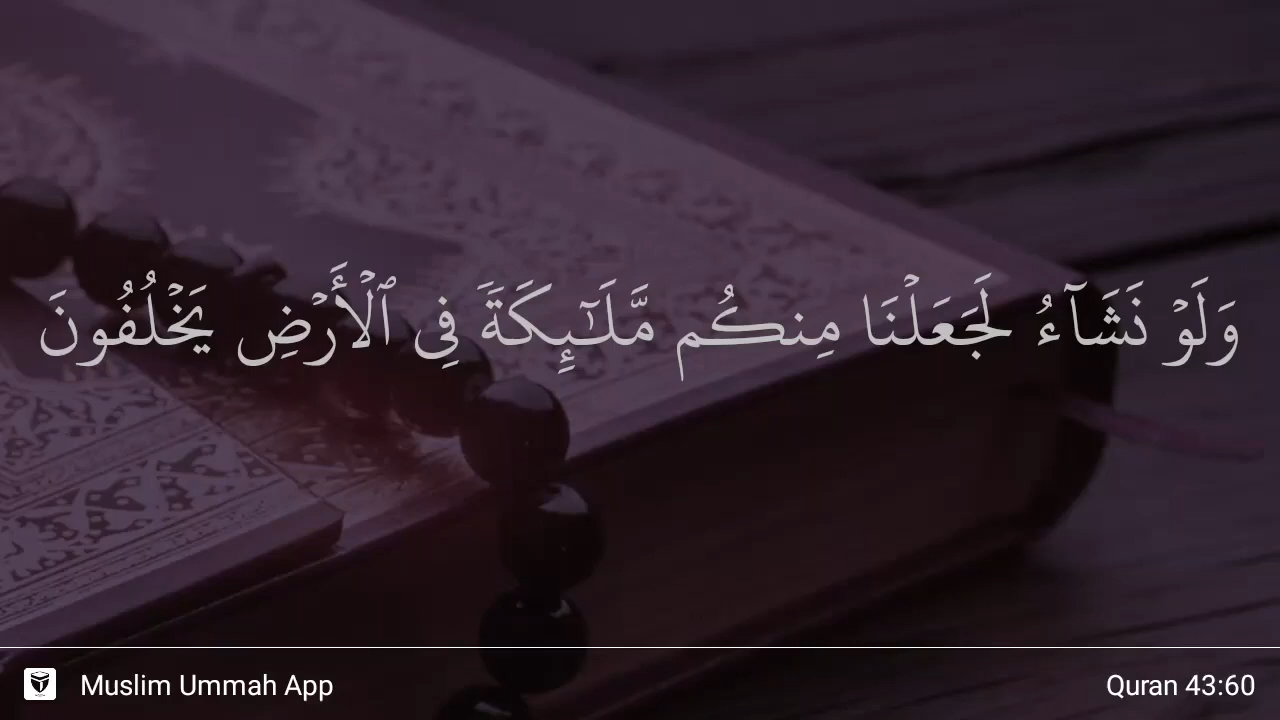 وَلَوۡ نَشَآءُ لَجَعَلۡنَا مِنكُم مَّلَـٰٓئِكَةً فِي ٱلۡأَرۡضِ يَخۡلُفُونَ
Muslim Ummah App
Quran 43:60